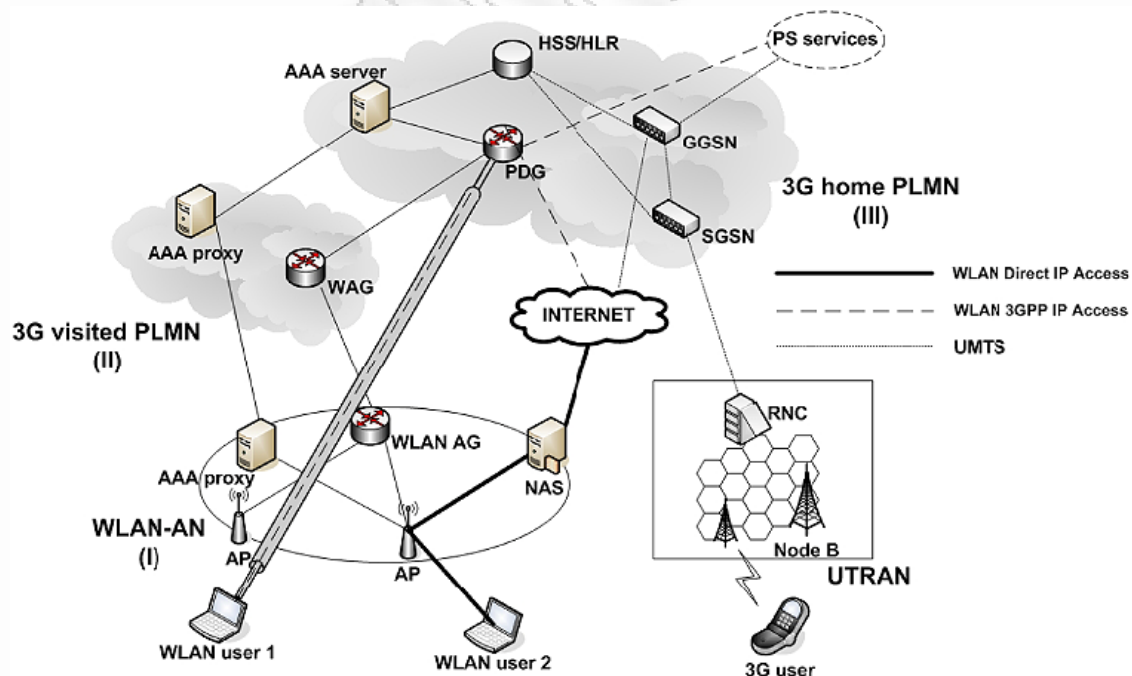 HSS/HLR
PS services
AAA server
GGSN
PDG
3G home PLMN
(III)
SGSN
AAA proxy
WAG
WLAN Direct IP Access
INTERNET
WLAN 3GPP IP Access
3G visited PLMN
(II)
UMTS
RNC
WLAN AG
AAA proxy
NAS
WLAN-AN
(I)
AP
AP
Node B
UTRAN
WLAN user 1
WLAN user 2
3G user